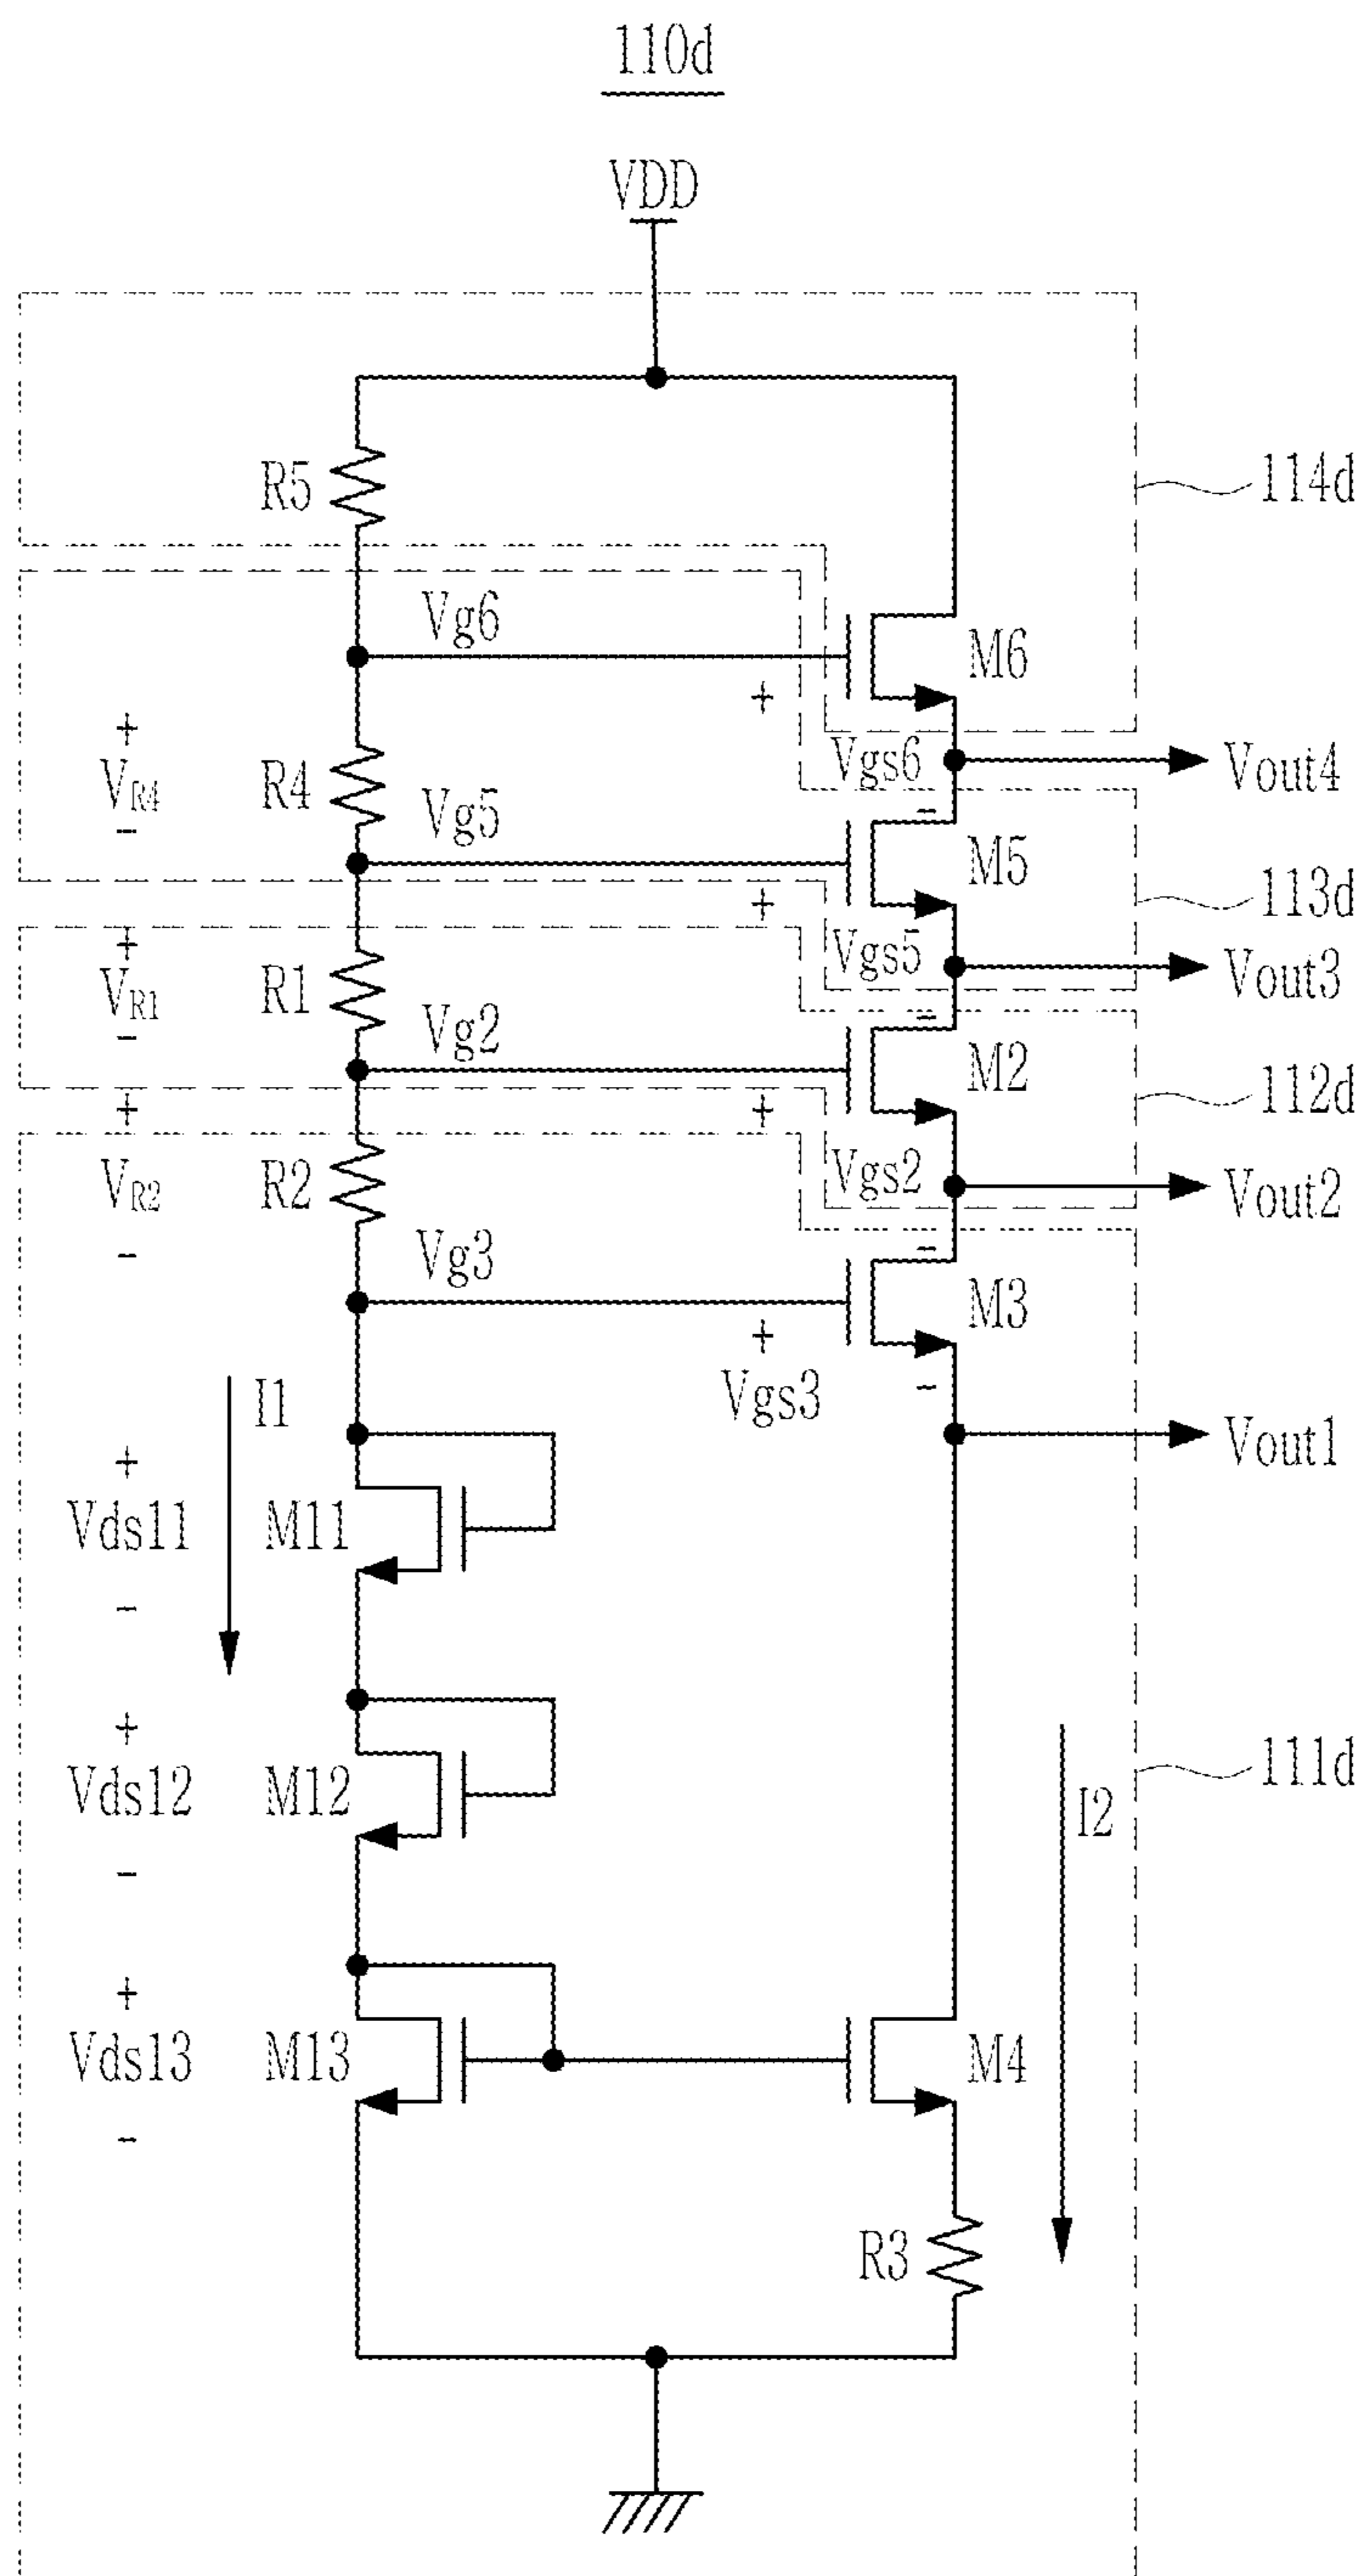 110d
VDD
R5
114d
Vg6
M6
+
+
VR4
-
R4
Vg5
Vgs6
-
Vout4
M5
113d
+
+
VR1
-
R1
Vg2
Vgs5
-
Vout3
M2
112d
+
+
VR2
-
R2
Vg3
Vgs2
-
Vout2
M3
+
Vgs3
-
I1
Vout1
+
Vds11
-
M11
+
Vds12
-
M12
111d
I2
+
Vds13
-
M13
M4
R3